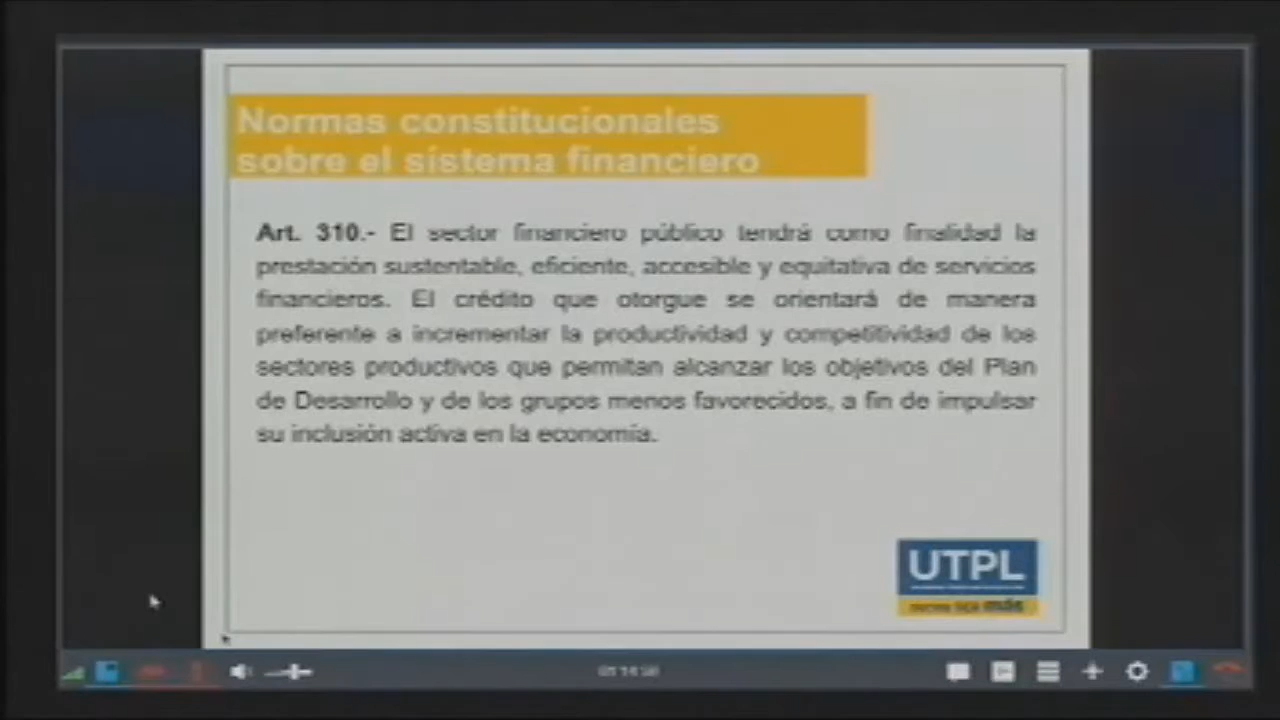 Normas constitucionales
sobre el sistema financiero
Art. 310.- El sector financiero público tendrá como finalidad la
prestación sustentable, eficiente, accesible y equitativa de servicios
financieros. El crédito que otorgue se orientará de manera
preferente a incrementar la productividad y competitividad de los
sectores productivos que permitan alcanzar los objetivos del Plan
de Desarrollo y de los grupos menos favorecidos, a fin de impulsar
su inclusión activa en la economía.
UTPL
más